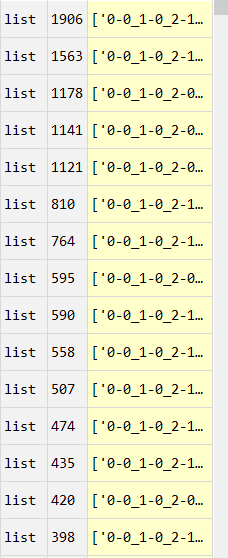 list 1906 ['0-0_1-0_2-1…
list 1563 ['0-0_1-0_2-1…
list 1178 ['0-0_1-0_2-0…
list 1141 ['0-0_1-0_2-0…
list 1121 ['0-0_1-0_2-0…
list 810 ['0-0_1-0_2-1…
list 764 ['0-0_1-0_2-1…
list 595 ['0-0_1-0_2-0…
list 590 ['0-0_1-0_2-1…
list 558 ['0-0_1-0_2-1…
list 507 ['0-0_1-0_2-1…
list 474 ['0-0_1-0_2-1…
list 435 ['0-0_1-0_2-1…
list 420 ['0-0_1-0_2-0…
list 398 ['0-0_1-0_2-1…